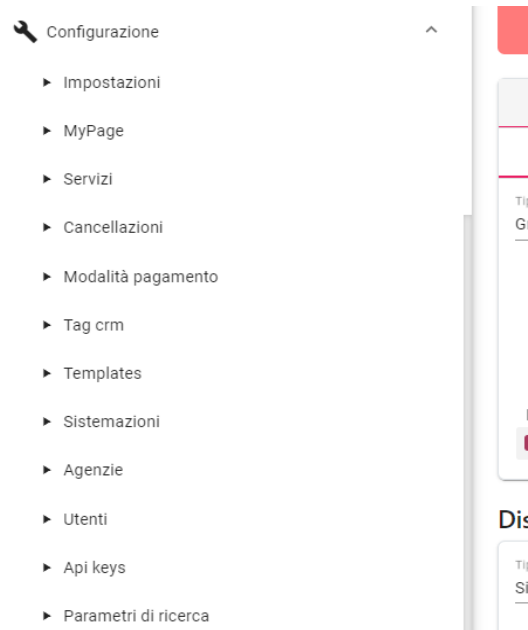 Configurazione
Impostazioni
MyPage
Servizi
Cancellazioni
Modalità pagamento
Tag crm
Templates
Sistemazioni
Agenzie
Utenti
Api keys
Parametri di ricerca